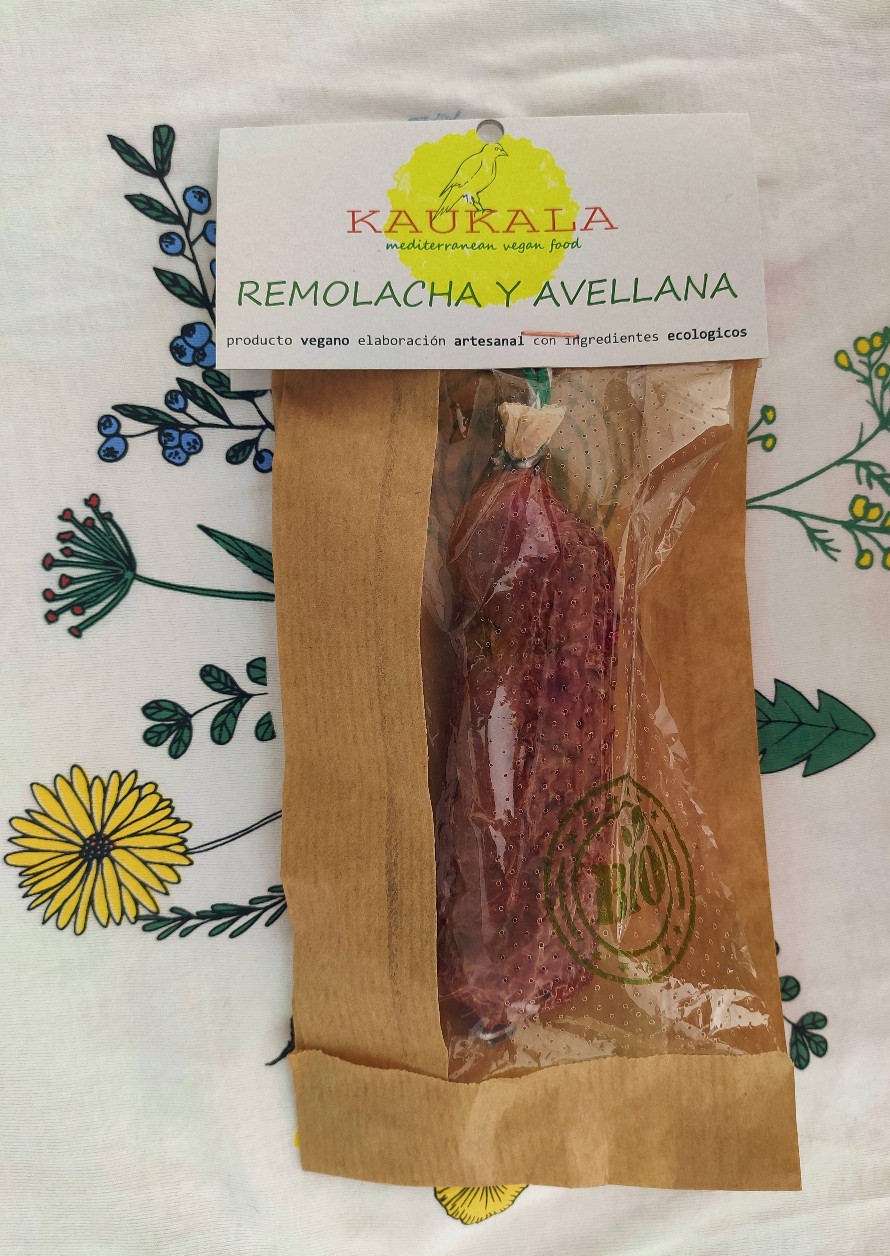 KAUKALA
mediterranean vegan food
REMOLACHA Y AVELLANA
producto vegano elaboración artesanal con ingredientes ecologicos
BIO